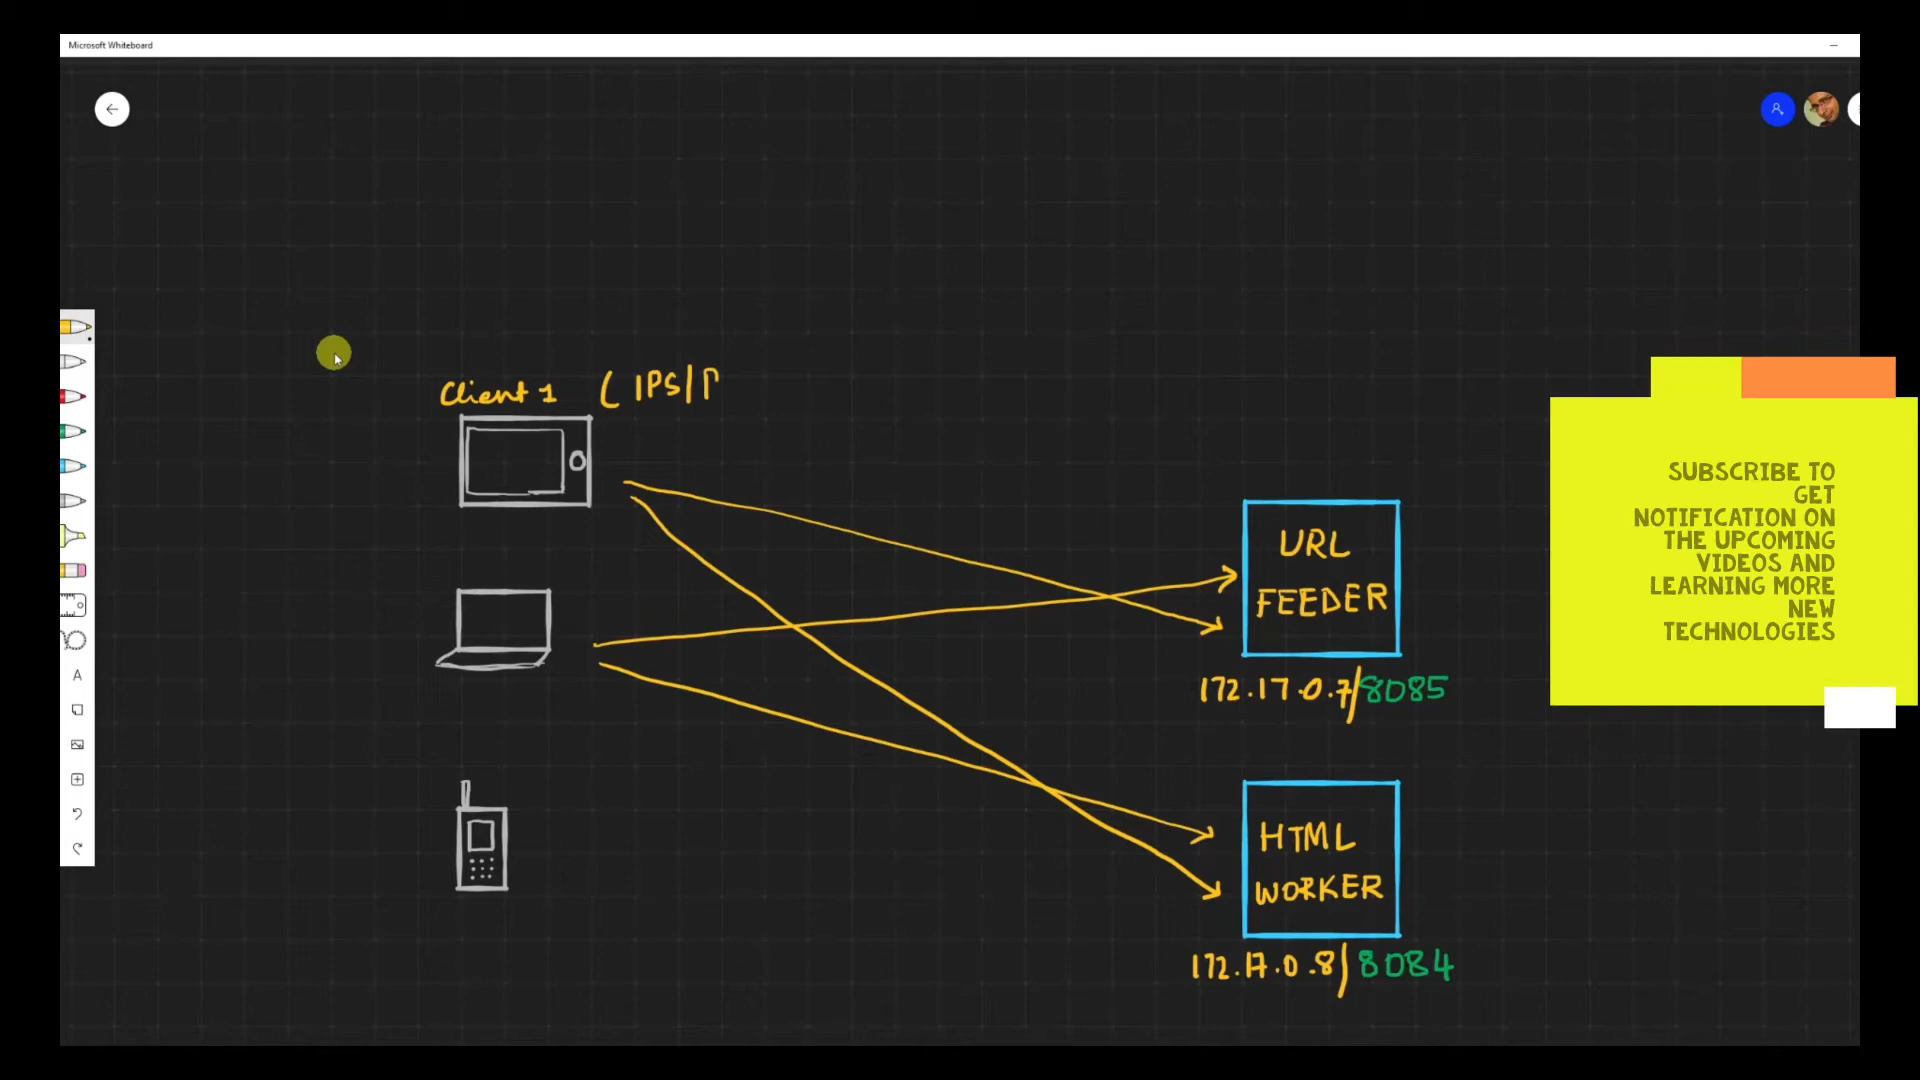 Microsoft Whiteboard
Client 1 ( IPS/
URL
FEEDER
172.17.0.7/8085
HTML
WORKER
172.17.0.8/8084
SUBSCRIBE TO
GET
NOTIFICATION ON
THE UPCOMING
VIDEOS AND
LEARNING MORE
NEW
TECHNOLOGIES
A